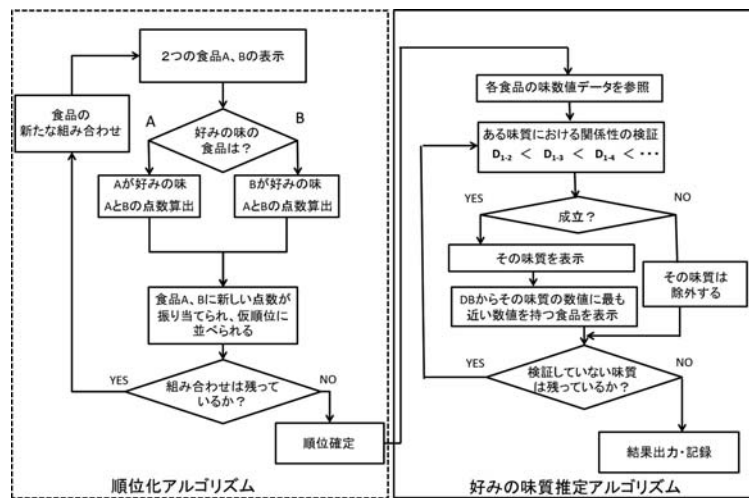 2つの食品A、Bの表示
食品の
新たな組み合わせ
A
好みの味の
食品は?
B
Aが好みの味
AとBの点数算出
Bが好みの味
AとBの点数算出
食品A、Bに新しい点数が
振り当てられ、仮順位に
並べられる
YES
組み合わせは残って
いるか?
NO
順位確定
順位化アルゴリズム
各食品の味数値データを参照
ある味質における関係性の検証
D1-2 < D1-3 < D1-4 < ・・・
YES
成立?
NO
その味質を表示
その味質は
除外する
DBからその味質の数値に最も
近い数値を持つ食品を表示
YES
検証していない味質
は残っているか?
NO
結果出力・記録
好みの味質推定アルゴリズム